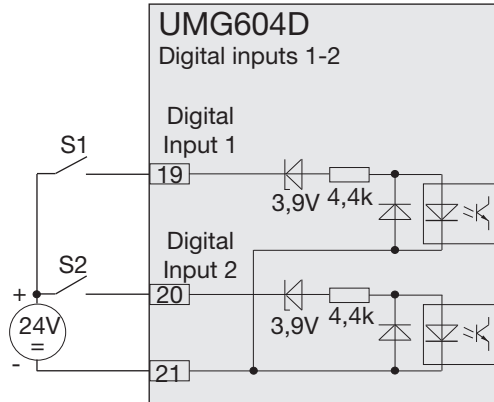 UMG604D
Digital inputs 1-2
Digital
Input 1
S1
19
3,9V
4,4k
Digital
Input 2
S2
20
3,9V
4,4k
+
24V
=
-
21